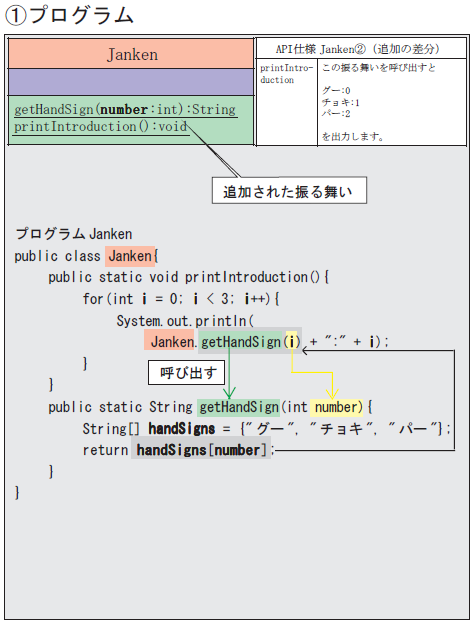 ①プログラム
Janken
getHandSign(number:int):String
printIntroduction():void
API仕様 Janken②（追加の差分）
printIntro-
duction
この振る舞いを呼び出すと
グー:0
チョキ:1
パー:2
を出力します。
追加された振る舞い
プログラム Janken
public class Janken{
public static void printIntroduction(){
for(int i = 0; i < 3; i++){
System.out.println(
Janken.getHandSign(i) + ":" + i);
}
呼び出す
}
public static String getHandSign(int number){
String[] handSigns = {"グー", "チョキ", "パー"};
return handSigns[number];
}
}